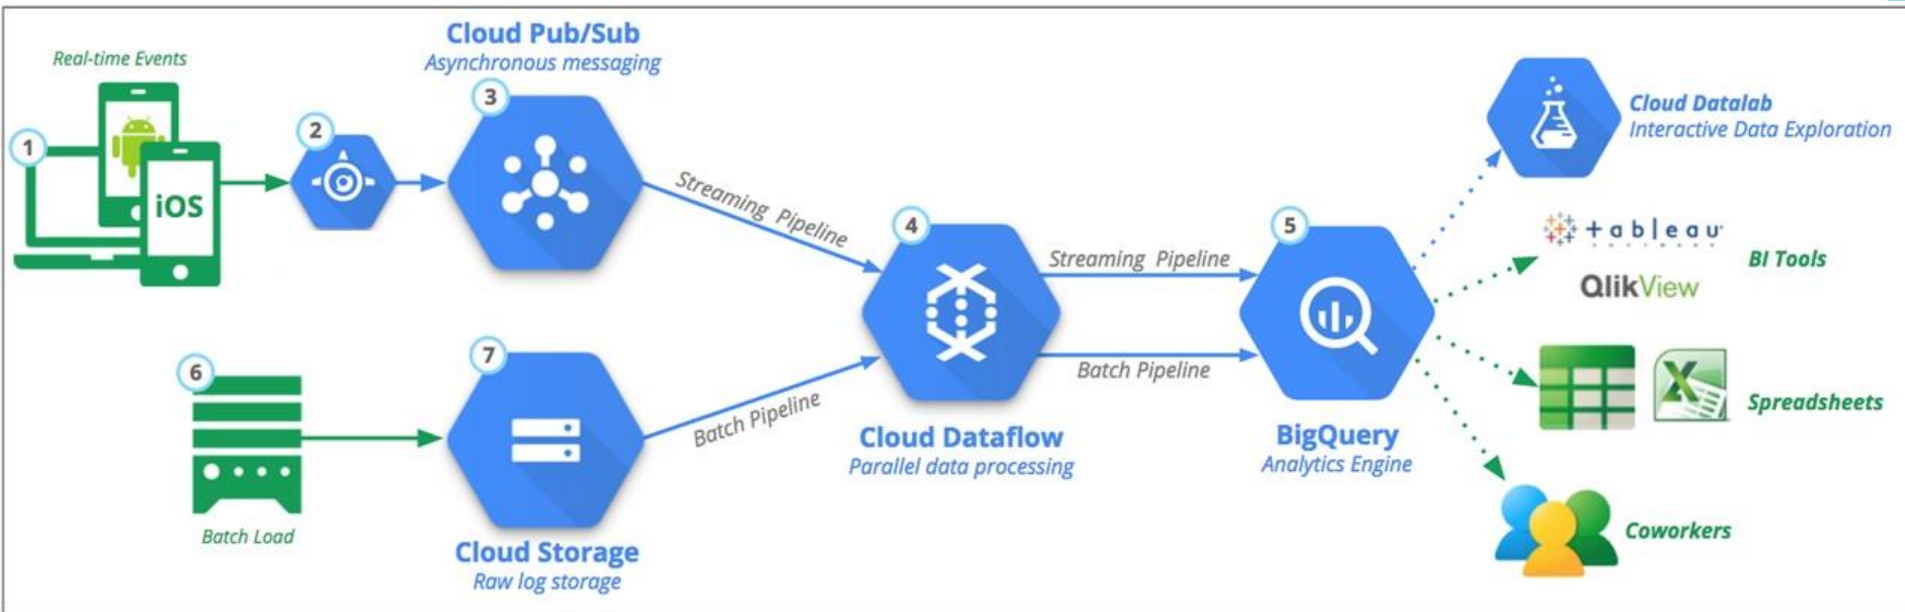 Real-time Events
1
iOS
2
Cloud Pub/Sub
Asynchronous messaging
3
Streaming Pipeline
6
Batch Load
7
Cloud Storage
Raw log storage
Batch Pipeline
4
Cloud Dataflow
Parallel data processing
Streaming Pipeline
Batch Pipeline
5
BigQuery
Analytics Engine
Cloud Datalab
Interactive Data Exploration
+ableau
SOFTWARE
QlikView
BI Tools
X
Spreadsheets
Coworkers